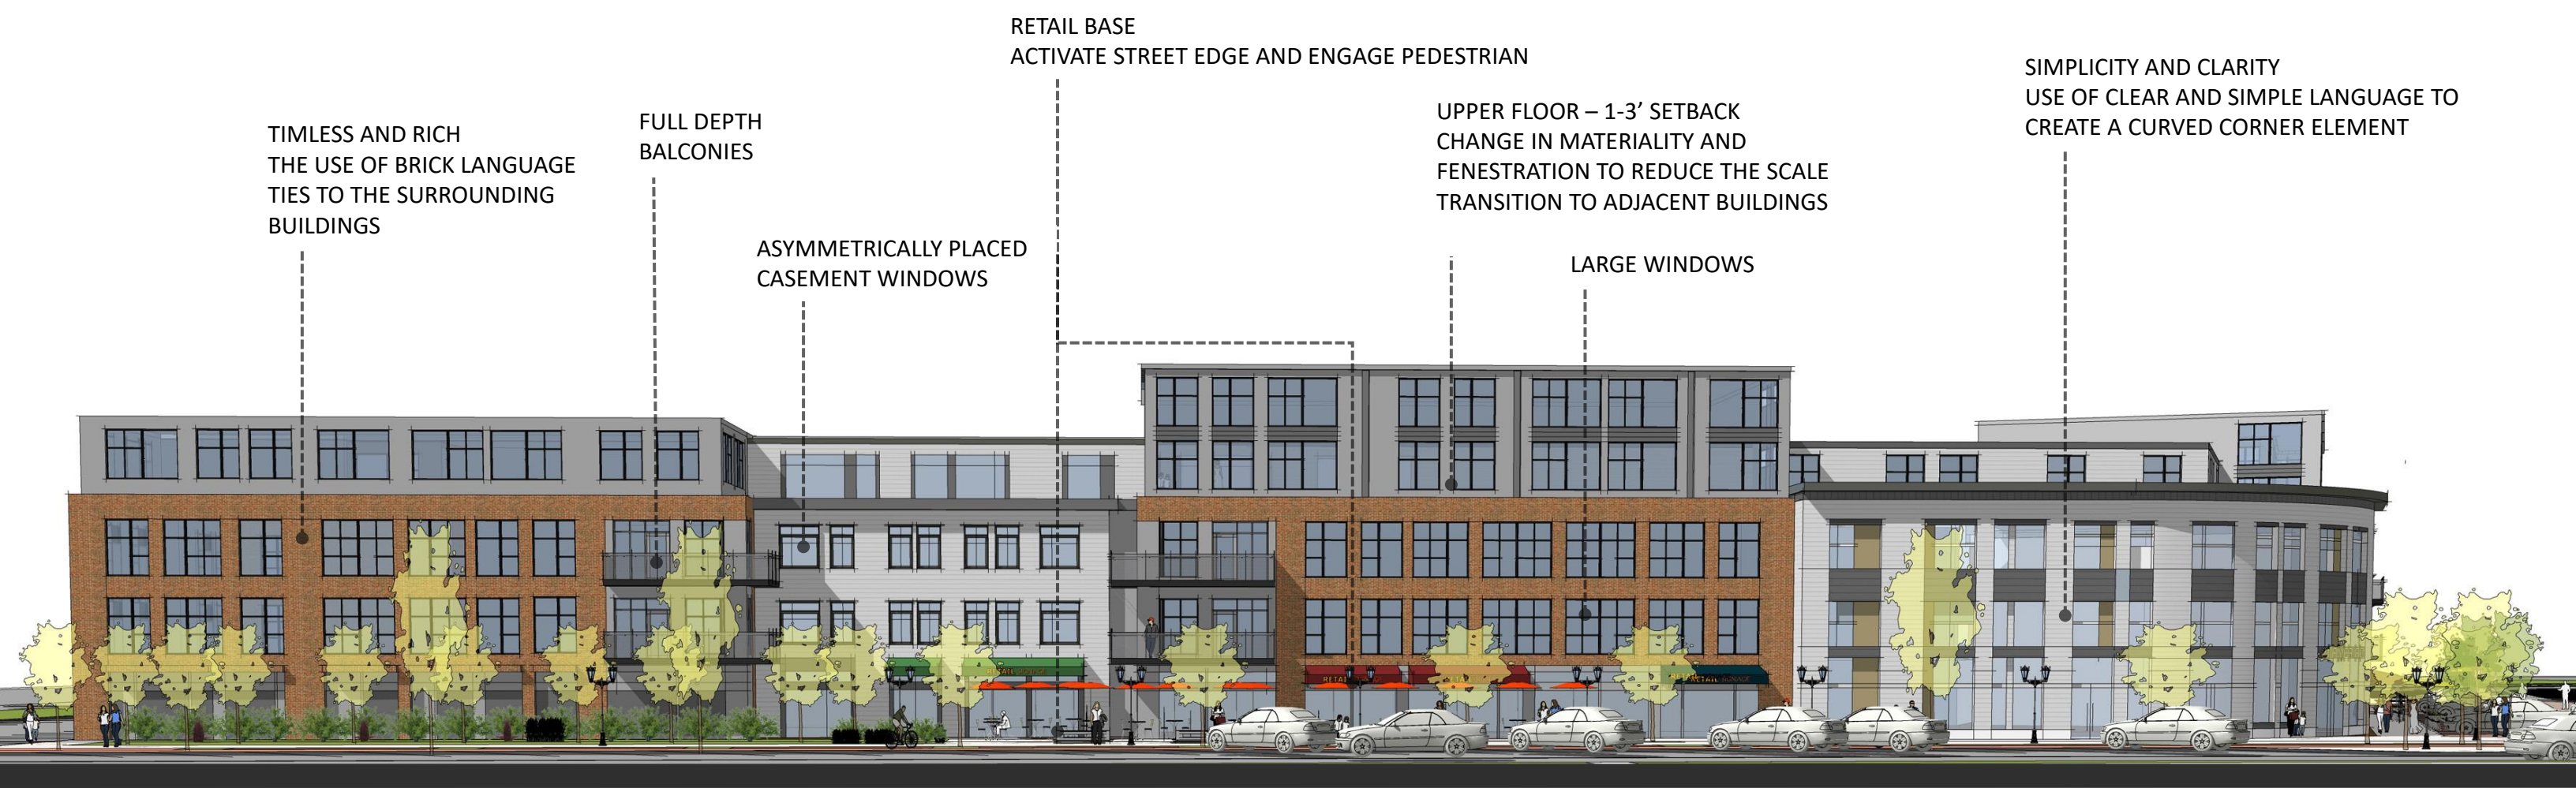 RETAIL BASE
ACTIVATE STREET EDGE AND ENGAGE PEDESTRIAN
SIMPLICITY AND CLARITY
USE OF CLEAR AND SIMPLE LANGUAGE TO
CREATE A CURVED CORNER ELEMENT
UPPER FLOOR – 1-3’ SETBACK
CHANGE IN MATERIALITY AND
FENESTRATION TO REDUCE THE SCALE
TRANSITION TO ADJACENT BUILDINGS
FULL DEPTH
BALCONIES
TIMLESS AND RICH
THE USE OF BRICK LANGUAGE
TIES TO THE SURROUNDING
BUILDINGS
ASYMMETRICALLY PLACED
CASEMENT WINDOWS
LARGE WINDOWS
RETAIL